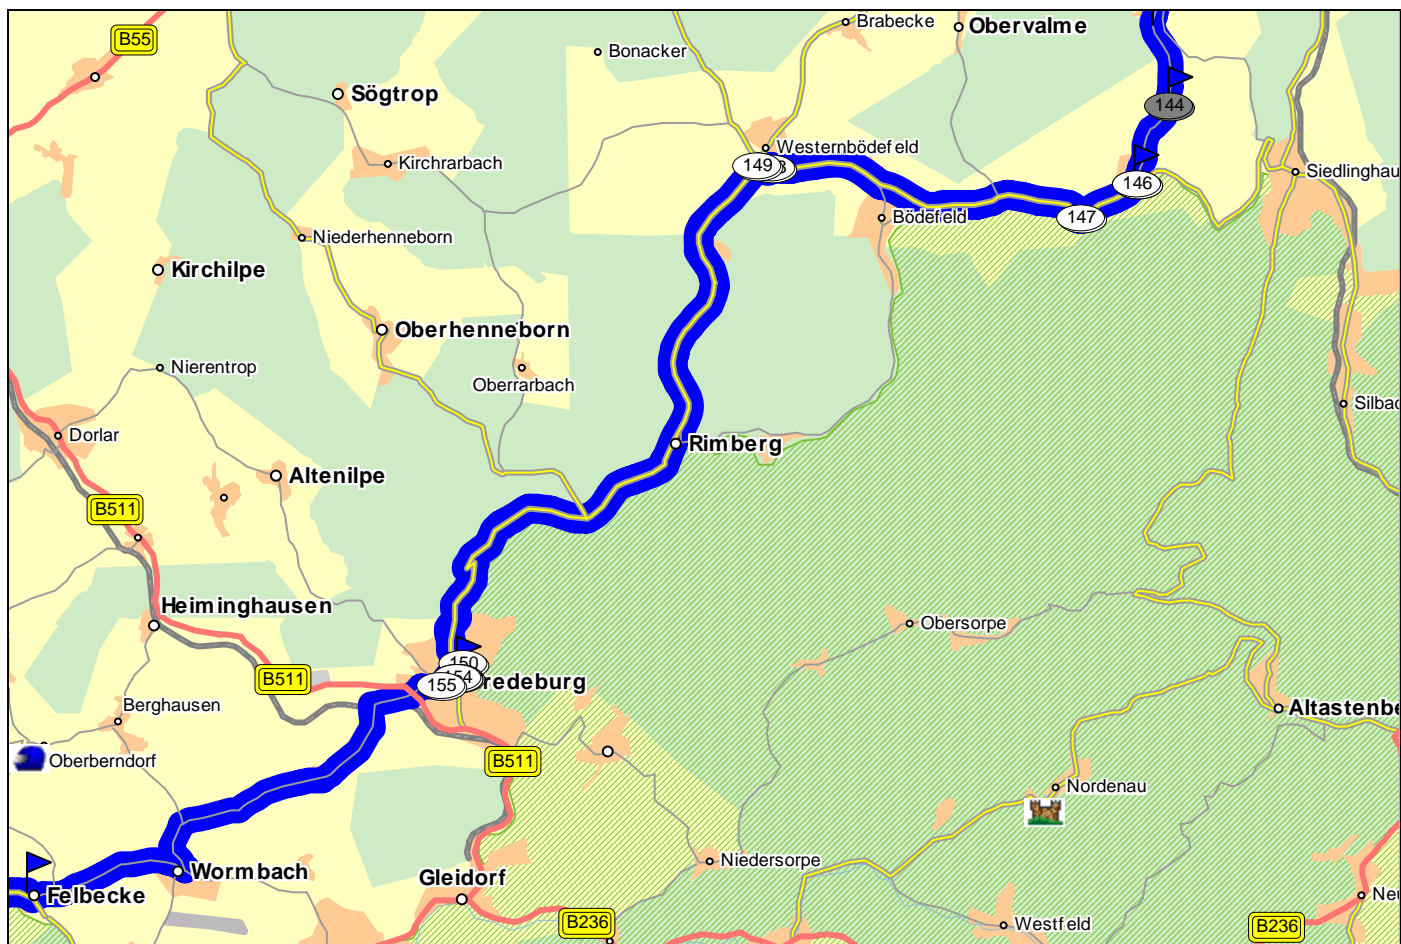 Brabecke
Obervalme
B55
Bonacker
Sögtrop
144
Westernbödefeld
Kirchrarbach
149
Siedlinghau
146
Bödefeld
147
Niederhenneborn
Kirchilpe
Oberhenneborn
Nierentrop
Oberrarbach
Silbac
Dorlar
Rimberg
Altenilpe
B511
Heiminghausen
Obersorpe
150
154
B511
155
redeburg
Berghausen
Altastenbe
Oberberndorf
B511
Nordenau
Niedersorpe
Wormbach
Gleidorf
Felbecke
Neu
B236
Westfeld
B236